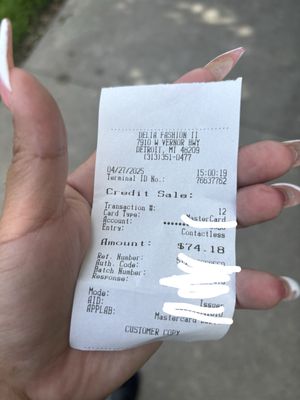 DELIA FASHION II
7910 W VERNOR HWY
DETROIT, MI 48209
(313)351-0477
04/27/2025 15:00:19
Terminal ID No.: 76637762
Credit Sale:
Transaction #: 12
Card Type: MasterCard
Account:
Entry: Contactless
Amount: $74.18
Ref. Number:
Auth. Code:
Batch Number:
Response:
Mode: Issuer
AID:
APPLAB: Mastercard
CUSTOMER COPY